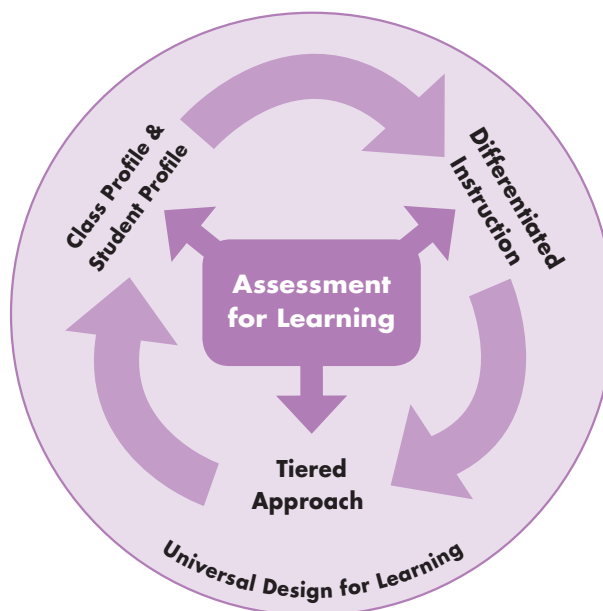 Class Profile &
Student Profile
Differentiated
Instruction
Assessment
for Learning
Tiered
Approach
Universal Design for Learning